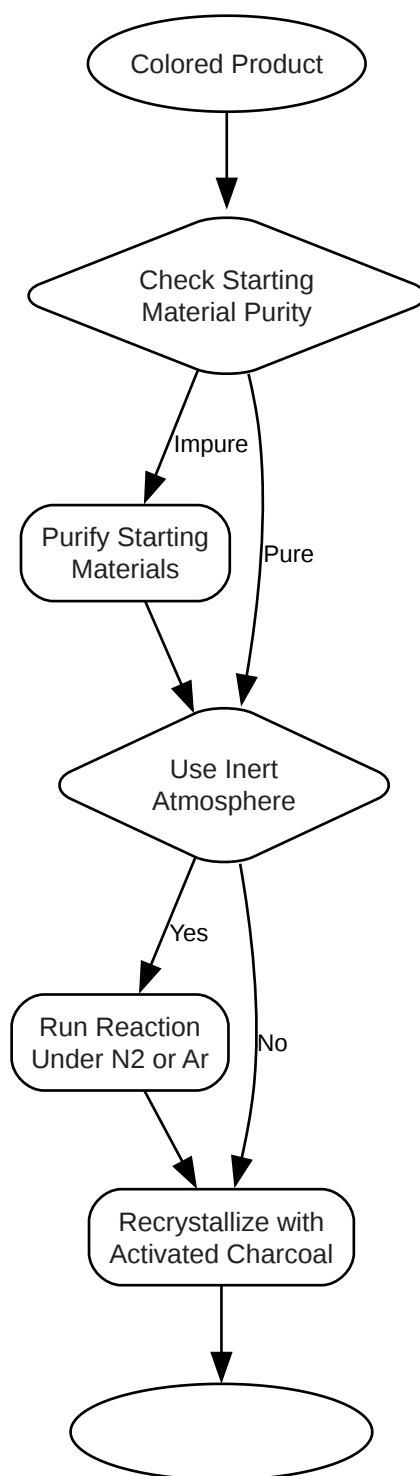 Colored Product
Check Starting
Material Purity
Impure
Purify Starting
Materials
Pure
Use Inert
Atmosphere
Yes
Run Reaction
Under N2 or Ar
No
Recrystallize with
Activated Charcoal